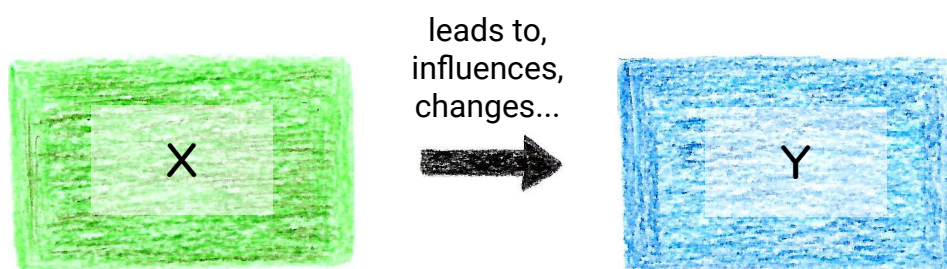 X
leads to,
influences,
changes...
Y